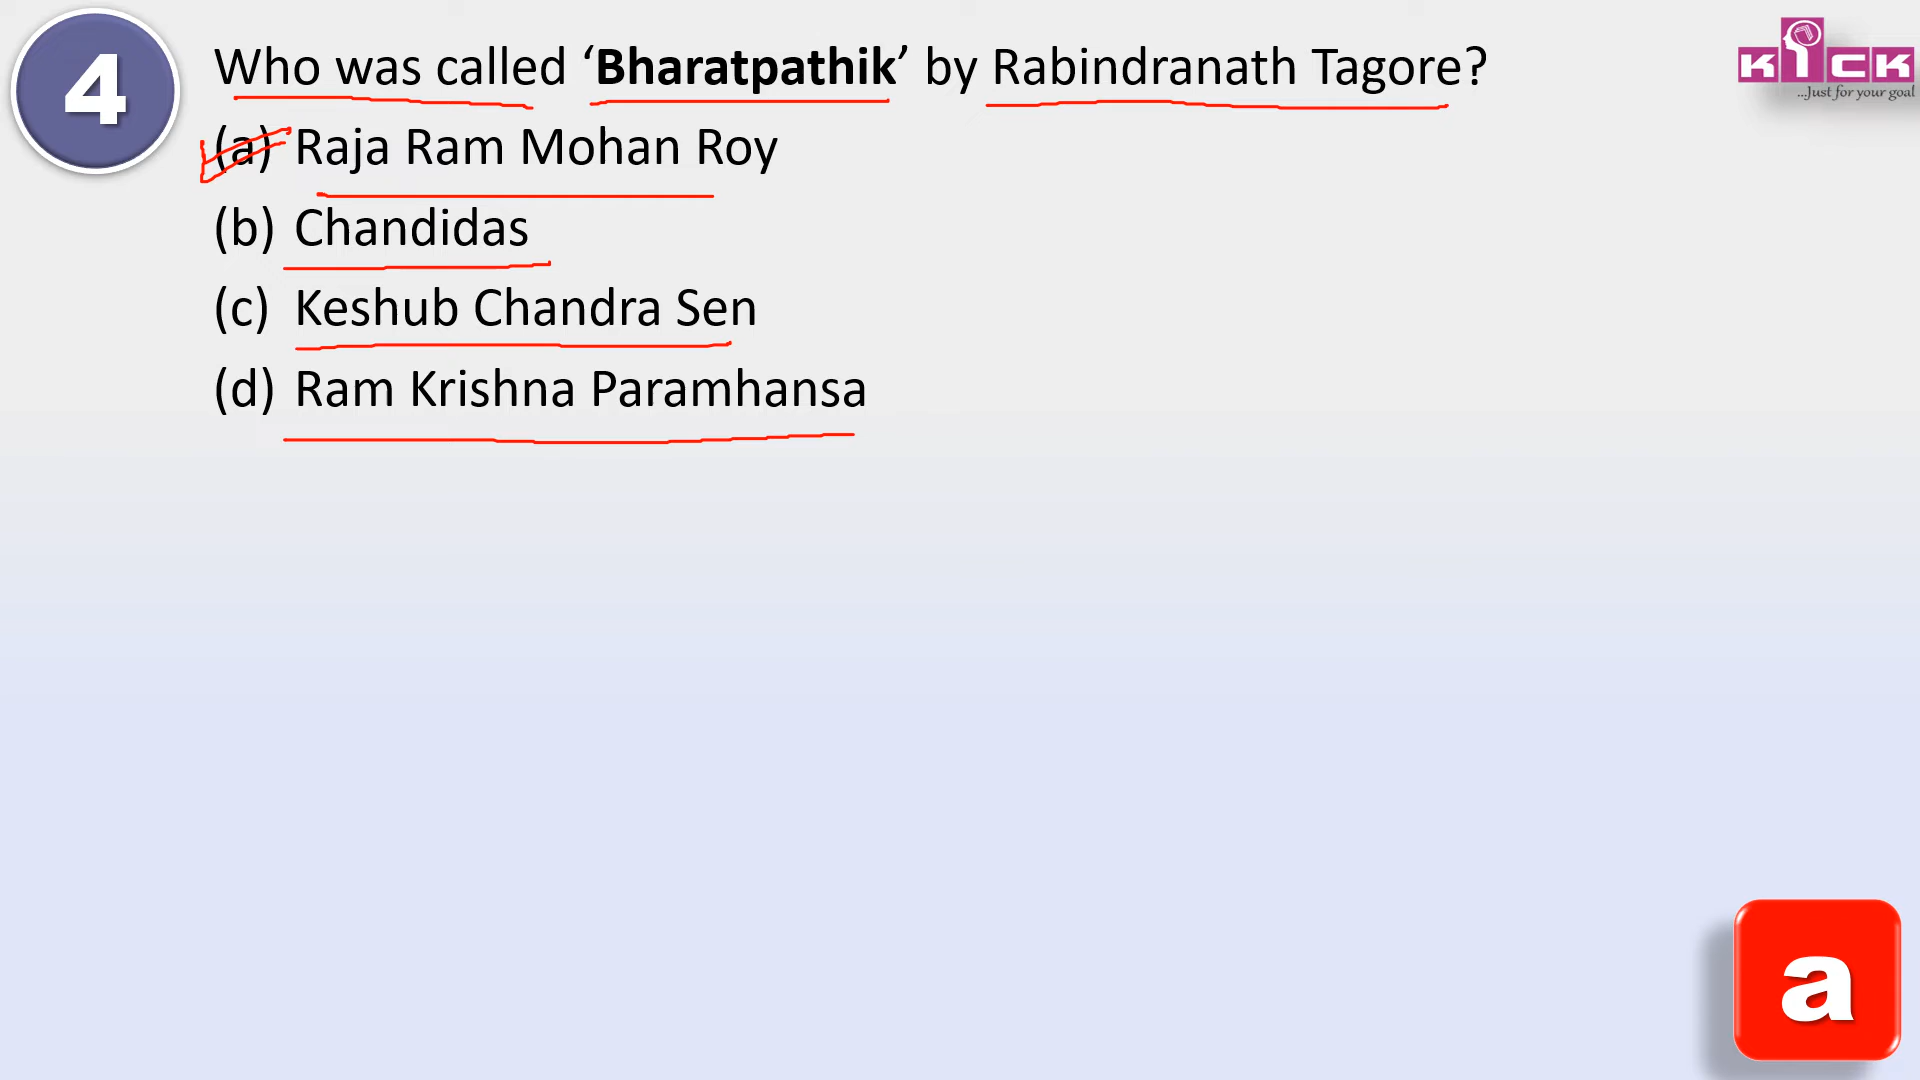 4
Who was called ‘Bharatpathik’ by Rabindranath Tagore?
(a) Raja Ram Mohan Roy
(b) Chandidas
(c) Keshub Chandra Sen
(d) Ram Krishna Paramhansa
KICK
...Just for your goal
a